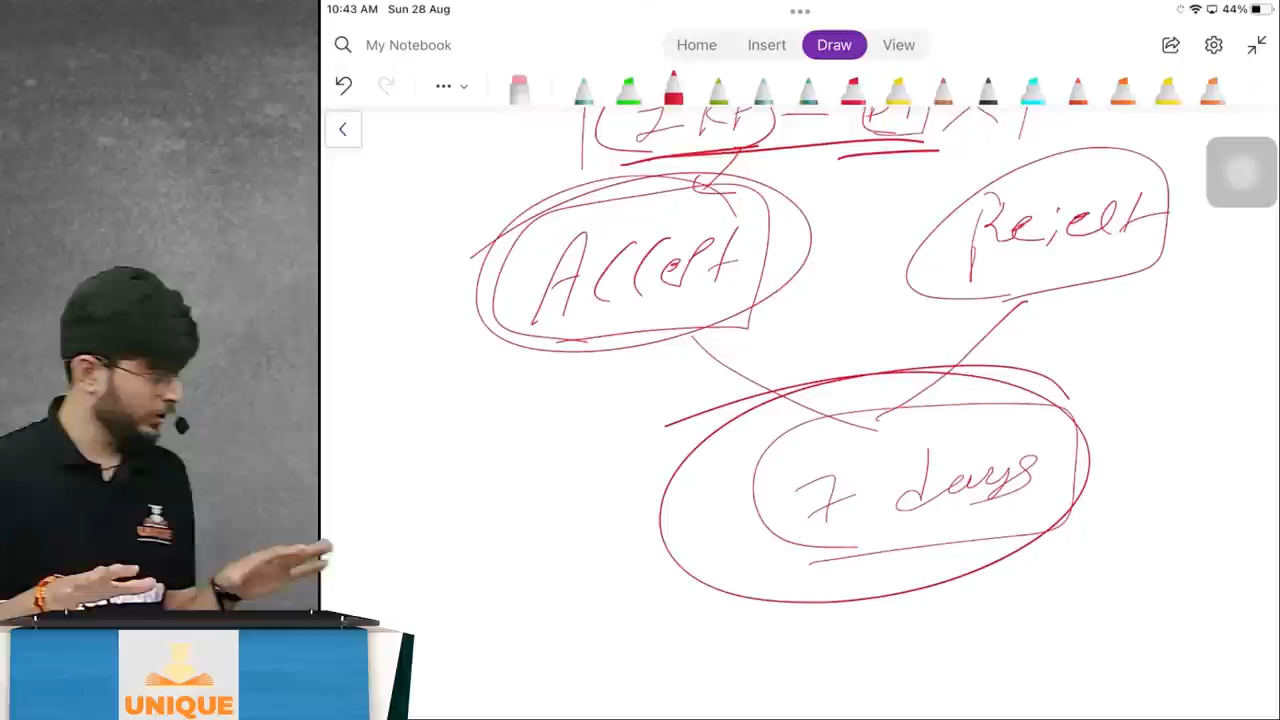 10:43 AM Sun 28 Aug
44%
My Notebook
Home Insert Draw View
Accept
Reject
7 days
UNIQUE